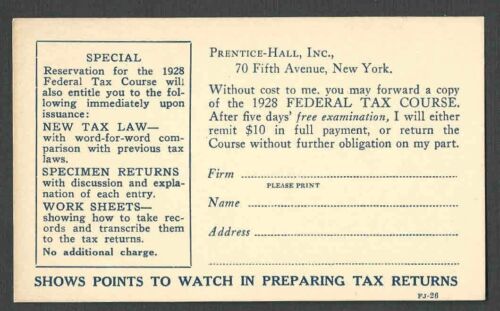 SPECIAL
Reservation for the 1928
Federal Tax Course will
also entitle you to the fol-
lowing immediately upon
issuance:
NEW TAX LAW—
with word-for-word com-
parison with previous tax
laws.
SPECIMEN RETURNS
with discussion and expla-
nation of each entry.
WORK SHEETS—
showing how to take rec-
ords and transcribe them
to the tax returns.
No additional charge.
PRENTICE-HALL, INC.,
70 Fifth Avenue, New York.
Without cost to me, you may forward a copy
of the 1928 FEDERAL TAX COURSE.
After five days' free examination, I will either
remit $10 in full payment, or return the
Course without further obligation on my part.
Firm
PLEASE PRINT
Name
Address
SHOWS POINTS TO WATCH IN PREPARING TAX RETURNS
FJ-26